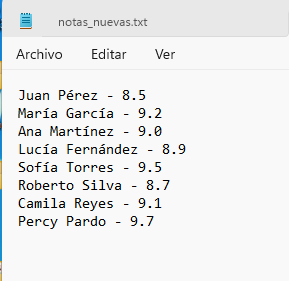 notas_nuevas.txt
Archivo Editar Ver
Juan Pérez - 8.5
María García - 9.2
Ana Martínez - 9.0
Lucía Fernández - 8.9
Sofía Torres - 9.5
Roberto Silva - 8.7
Camila Reyes - 9.1
Percy Pardo - 9.7